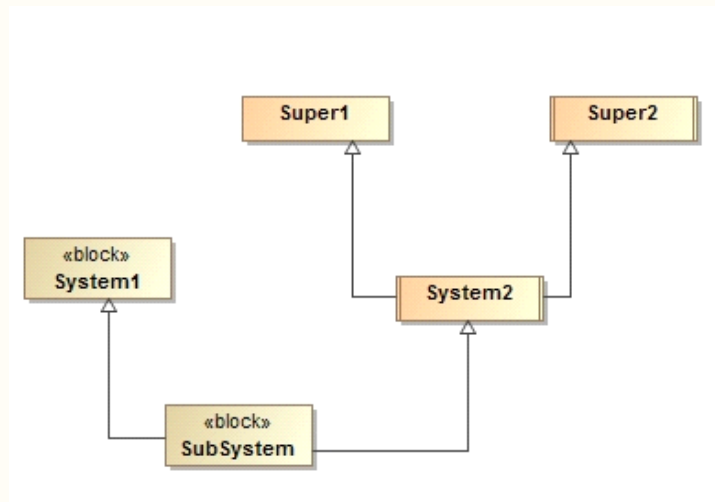 Super1
Super2
«block»
System1
System2
«block»
SubSystem